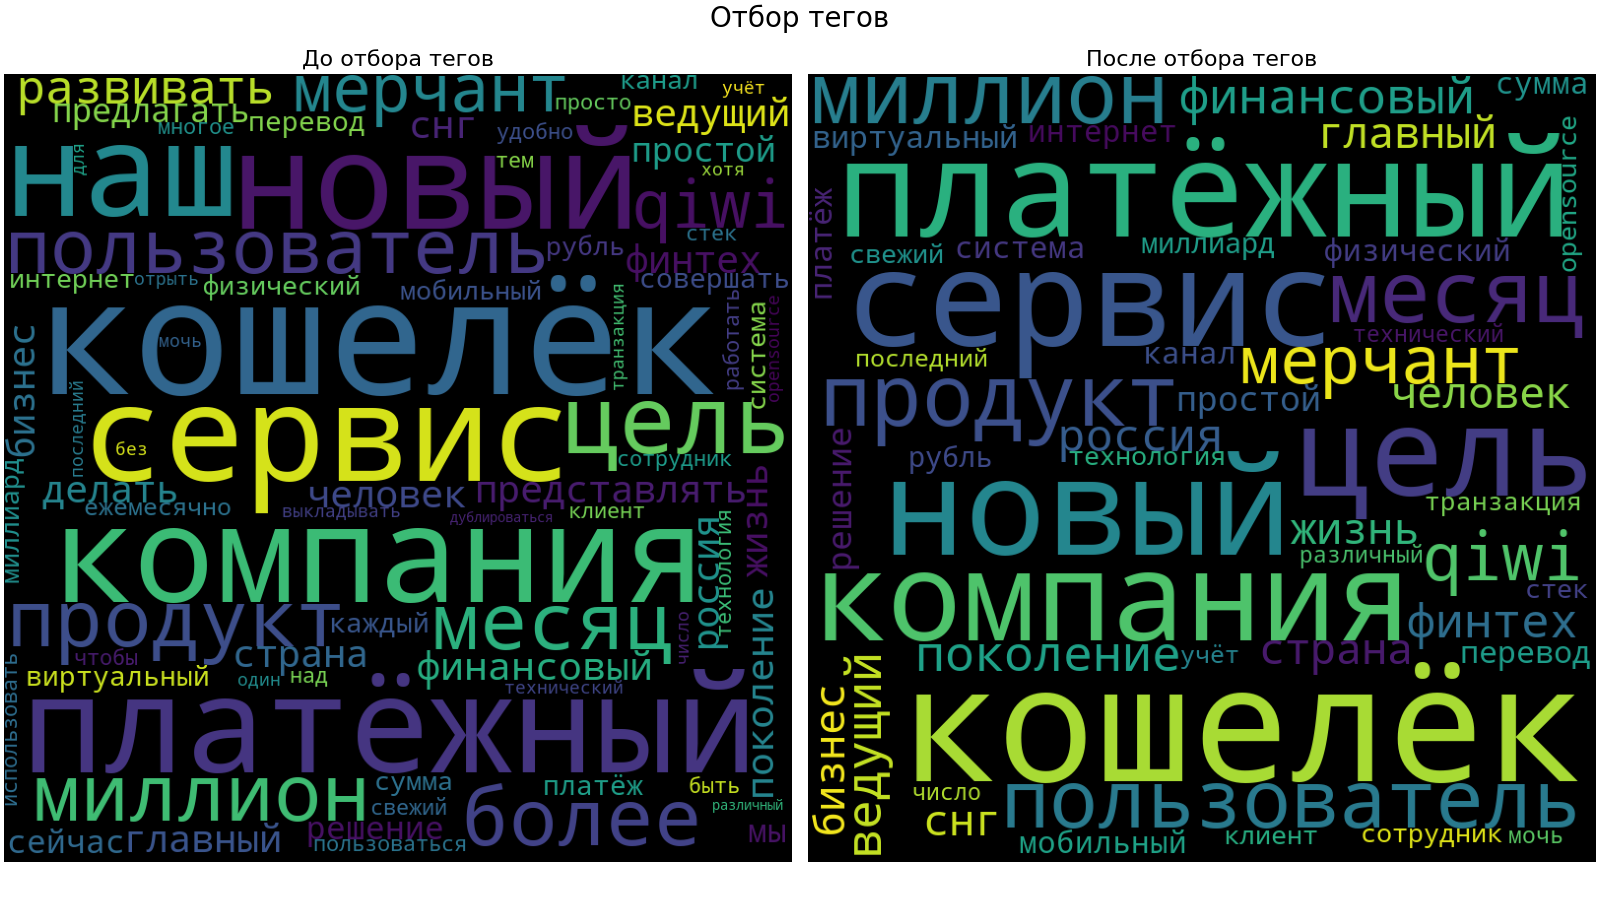 Отбор тегов
До отбора тегов
развивать мерчант канал учёт
предлагать просто ведущий
многое перевод снг удобно
для наш новый тем простой
хотя
qiwi
пользователь рубль стек
финтех
интернет отрыть физический мобильный совершать
кошелёк
мочь
транзакция
работать
система
opensource
бизнес
последний
сервис цель
без
сотрудник
миллиард
делать человек представлять
ежемесячно выкладывать дублироваться клиент
жизнь
компания
россия
технология
продукт каждый месяц
число
чтобы страна финансовый
виртуальный один над технический
использовать
платёжный
поколение
миллион сумма платёж быть
свежий более различный
сейчас главный решение мы
пользоваться
После отбора тегов
миллион финансовый сумма
виртуальный интернет главный
opensource
платёжный
платёж
свежий система миллиард физический
сервис месяц
технический
последний канал мерчант
продукт простой человек
решение
россия цель
рубль технология
новый транзакция
жизнь
различный qiwi
компания стек
финтех
поколение учёт страна перевод
бизнес
ведущий
кошелёк
число пользователь
снг
мобильный клиент сотрудник мочь